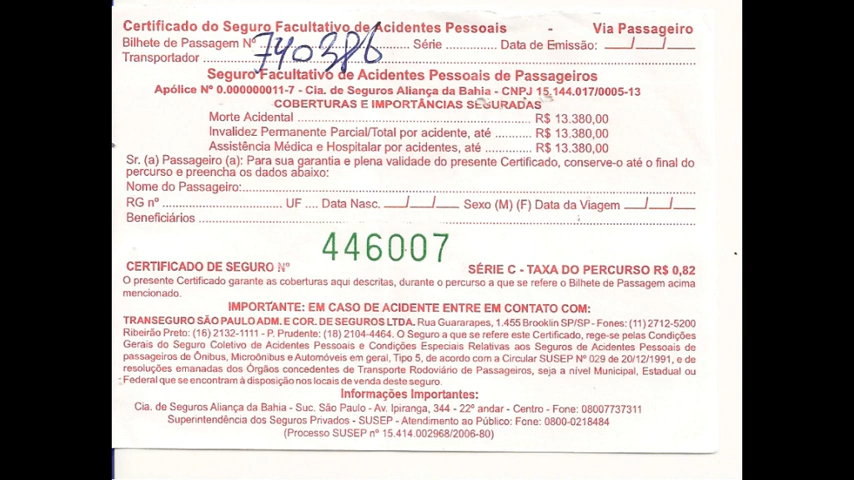 Certificado do Seguro Facultativo de Acidentes Pessoais - Via Passageiro
Bilhete de Passagem Nº 740386 Série ............... Data de Emissão: ___/___/___
Transportador
Seguro Facultativo de Acidentes Pessoais de Passageiros
Apólice Nº 0.000000011-7 - Cia. de Seguros Aliança da Bahia - CNPJ 15.144.017/0005-13
COBERTURAS E IMPORTÂNCIAS SEGURADAS
Morte Acidental ............ R$ 13.380,00
Invalidez Permanente Parcial/Total por acidente, até ........... R$ 13.380,00
Assistência Médica e Hospitalar por acidentes, até ............ R$ 13.380,00
Sr. (a) Passageiro (a): Para sua garantia e plena validade do presente Certificado, conserve-o até o final do
percurso e preencha os dados abaixo:
Nome do Passageiro:............
RG nº ............ UF .... Data Nasc. ___/___/___ Sexo (M) (F) Data da Viagem ___/___/___
Beneficiários ............
446007
CERTIFICADO DE SEGURO Nº SÉRIE C - TAXA DO PERCURSO R$ 0,82
O presente Certificado garante as coberturas aqui descritas, durante o percurso a que se refere o Bilhete de Passagem acima
mencionado.
IMPORTANTE: EM CASO DE ACIDENTE ENTRE EM CONTATO COM:
TRANSEGURO SÃO PAULO ADM. E COR. DE SEGUROS LTDA. Rua Guararapes, 1.455 Brooklin SP/SP - Fones: (11) 2712-5200
Ribeirão Preto: (16) 2132-1111 - P. Prudente: (18) 2104-4464. O Seguro a que se refere este Certificado, rege-se pelas Condições
Gerais do Seguro Coletivo de Acidentes Pessoais e Condições Especiais Relativas aos Seguros de Acidentes Pessoais de
passageiros de Ônibus, Microônibus e Automóveis em geral, Tipo 5, de acordo com a Circular SUSEP Nº 029 de 20/12/1991, e de
resoluções emanadas dos Órgãos concedentes de Transporte Rodoviário de Passageiros, seja a nível Municipal, Estadual ou
Federal que se encontram à disposição nos locais de venda deste seguro.
Informações Importantes:
Cia. de Seguros Aliança da Bahia - Suc. São Paulo - Av. Ipiranga, 344 - 22º andar - Centro - Fone: 08007737311
Superintendência dos Seguros Privados - SUSEP - Atendimento ao Público: Fone: 0800-0218484
(Processo SUSEP nº 15.414.002968/2006-80)